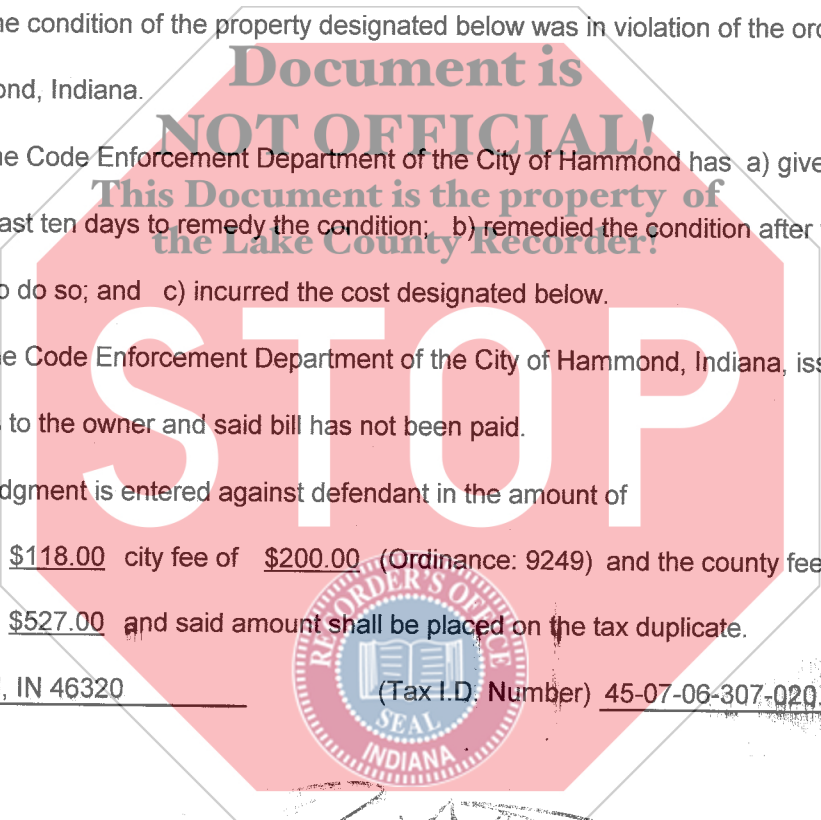 ne condition of the property designated below was in violation of the ord
Document is
ond, Indiana.
NOT OFFICIAL!
he Code Enforcement Department of the City of Hammond has a) give
This Document is the property of
ast ten days to remedy the condition; b) remedied the condition after
the Lake County Recorder!
o do so; and c) incurred the cost designated below.
STOP
e Code Enforcement Department of the City of Hammond, Indiana, iss
to the owner and said bill has not been paid.
dgment is entered against defendant in the amount of
$118.00 city fee of $200.00 (Ordinance: 9249) and the county fee
$527.00 and said amount shall be placed on the tax duplicate.
RECORDER'S OFFICE
, IN 46320 (Tax I.D. Number) 45-07-06-307-020.
SEAL
INDIANA